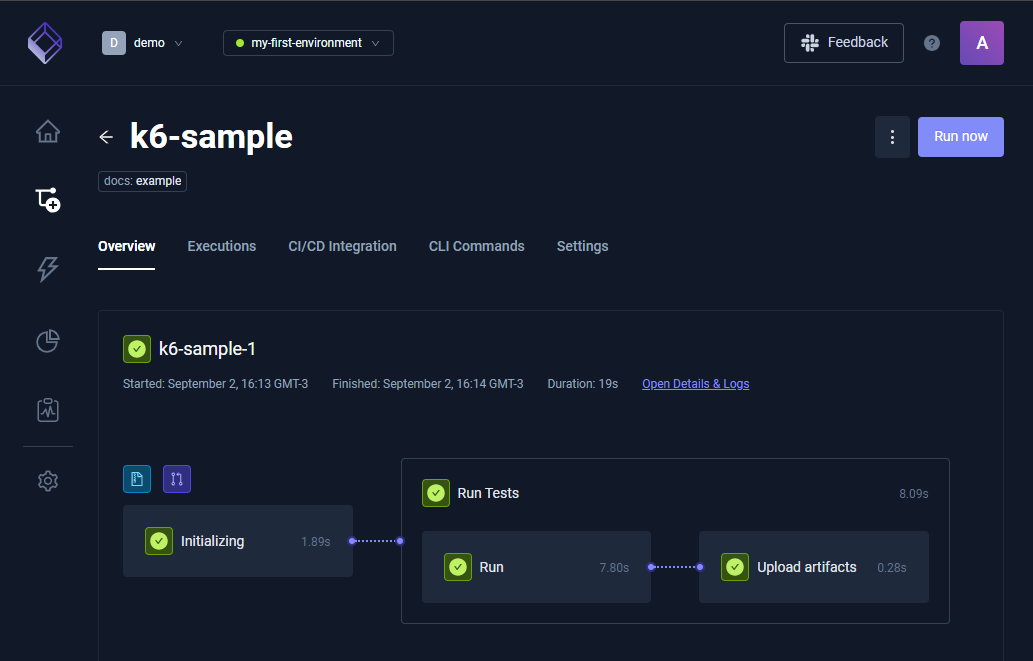 D demo my-first-environment Feedback ? A
k6-sample Run now
docs: example
Overview Executions CI/CD Integration CLI Commands Settings
k6-sample-1
Started: September 2, 16:13 GMT-3 Finished: September 2, 16:14 GMT-3 Duration: 19s Open Details & Logs
Run Tests 8.09s
Initializing 1.89s
Run 7.80s Upload artifacts 0.28s